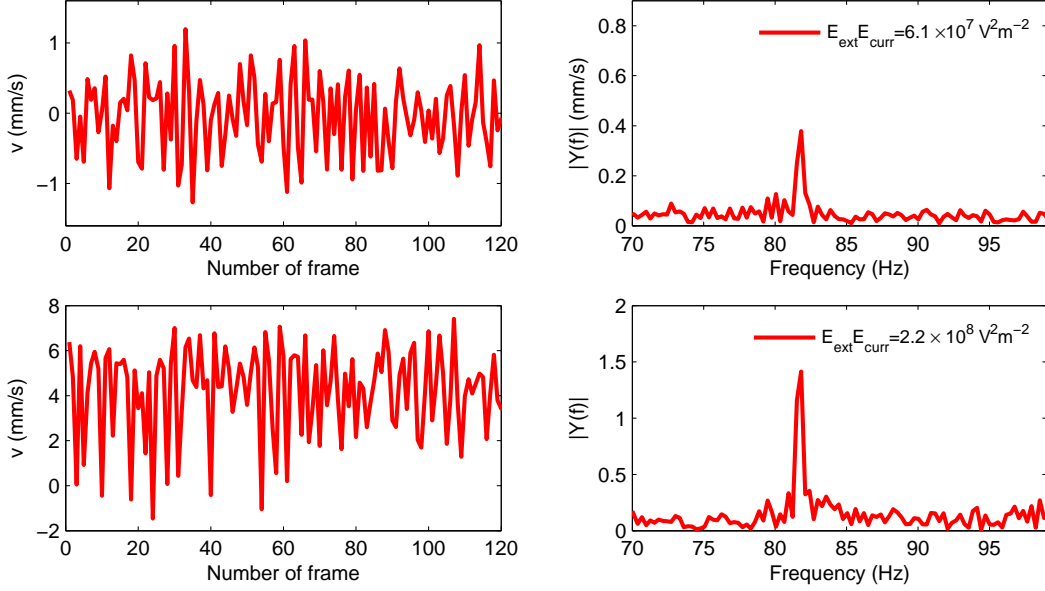 1
0
−1
v (mm/s)
0 20 40 60 80 100 120
Number of frame
0.8
0.6
0.4
0.2
0
|Y(f)| (mm/s)
E_ext E_curr=6.1 ×10^7 V^2m^−2
70 75 80 85 90 95
Frequency (Hz)
8
6
4
2
0
−2
v (mm/s)
0 20 40 60 80 100 120
Number of frame
2
1.5
1
0.5
0
|Y(f)|
E_ext E_curr=2.2 × 10^8 V^2m^−2
70 75 80 85 90 95
Frequency (Hz)